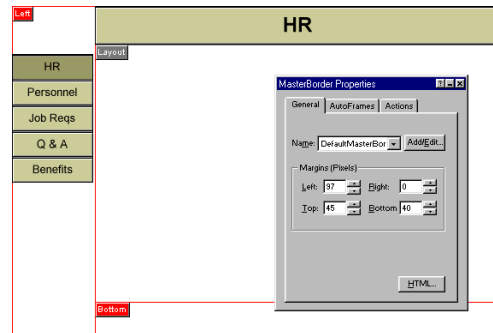 Left
HR
Layout
HR
Personnel
Job Reqs
Q & A
Benefits
MasterBorder Properties
General AutoFrames Actions
Name: DefaultMasterBor Add/Edit...
Margins (Pixels)
Left: 97 Right: 0
Top: 45 Bottom 40
HTML...
Bottom